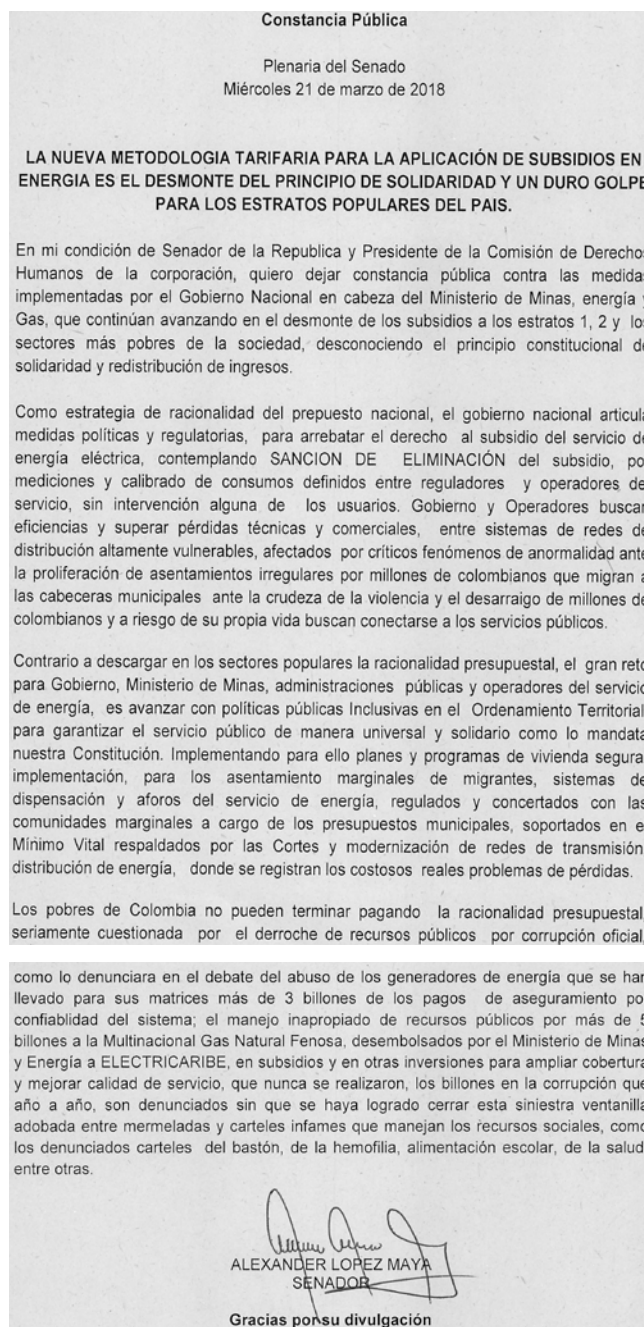 Constancia Pública
Plenaria del Senado
Miércoles 21 de marzo de 2018
LA NUEVA METODOLOGIA TARIFARIA PARA LA APLICACIÓN DE SUBSIDIOS EN
ENERGIA ES EL DESMONTE DEL PRINCIPIO DE SOLIDARIDAD Y UN DURO GOLPE
PARA LOS ESTRATOS POPULARES DEL PAIS.
En mi condición de Senador de la Republica y Presidente de la Comisión de Derechos
Humanos de la corporación, quiero dejar constancia pública contra las medidas
implementadas por el Gobierno Nacional en cabeza del Ministerio de Minas, energía y
Gas, que continúan avanzando en el desmonte de los subsidios a los estratos 1, 2 y los
sectores más pobres de la sociedad, desconociendo el principio constitucional de
solidaridad y redistribución de ingresos.
Como estrategia de racionalidad del prepuesto nacional, el gobierno nacional articula
medidas políticas y regulatorias, para arrebatar el derecho al subsidio del servicio de
energía eléctrica, contemplando SANCION DE ELIMINACIÓN del subsidio, por
mediciones y calibrado de consumos definidos entre reguladores y operadores de
servicio, sin intervención alguna de los usuarios. Gobierno y Operadores buscan
eficiencias y superar pérdidas técnicas y comerciales, entre sistemas de redes de
distribución altamente vulnerables, afectados por críticos fenómenos de anormalidad ante
la proliferación de asentamientos irregulares por millones de colombianos que migran a
las cabeceras municipales ante la crudeza de la violencia y el desarraigo de millones de
colombianos y a riesgo de su propia vida buscan conectarse a los servicios públicos.
Contrario a descargar en los sectores populares la racionalidad presupuestal, el gran reto
para Gobierno, Ministerio de Minas, administraciones públicas y operadores del servicio
de energía, es avanzar con políticas públicas Inclusivas en el Ordenamiento Territorial,
para garantizar el servicio público de manera universal y solidario como lo mandata
nuestra Constitución. Implementando para ello planes y programas de vivienda segura,
implementación, para los asentamiento marginales de migrantes, sistemas de
dispensación y aforos del servicio de energía, regulados y concertados con las
comunidades marginales a cargo de los presupuestos municipales, soportados en el
Mínimo Vital respaldados por las Cortes y modernización de redes de transmisión,
distribución de energía, donde se registran los costosos reales problemas de pérdidas.
Los pobres de Colombia no pueden terminar pagando la racionalidad presupuestal,
seriamente cuestionada por el derroche de recursos públicos por corrupción oficial,
como lo denunciara en el debate del abuso de los generadores de energía que se han
llevado para sus matrices más de 3 billones de los pagos de aseguramiento por
confiablidad del sistema; el manejo inapropiado de recursos públicos por más de 5
billones a la Multinacional Gas Natural Fenosa, desembolsados por el Ministerio de Minas
y Energía a ELECTRICARIBE, en subsidios y en otras inversiones para ampliar cobertura
y mejorar calidad de servicio, que nunca se realizaron, los billones en la corrupción que
año a año, son denunciados sin que se haya logrado cerrar esta siniestra ventanilla
adobada entre mermeladas y carteles infames que manejan los recursos sociales, como
los denunciados carteles del bastón, de la hemofilia, alimentación escolar, de la salud,
entre otras.
ALEXANDER LOPEZ MAYA
SENADOR
Gracias por su divulgación